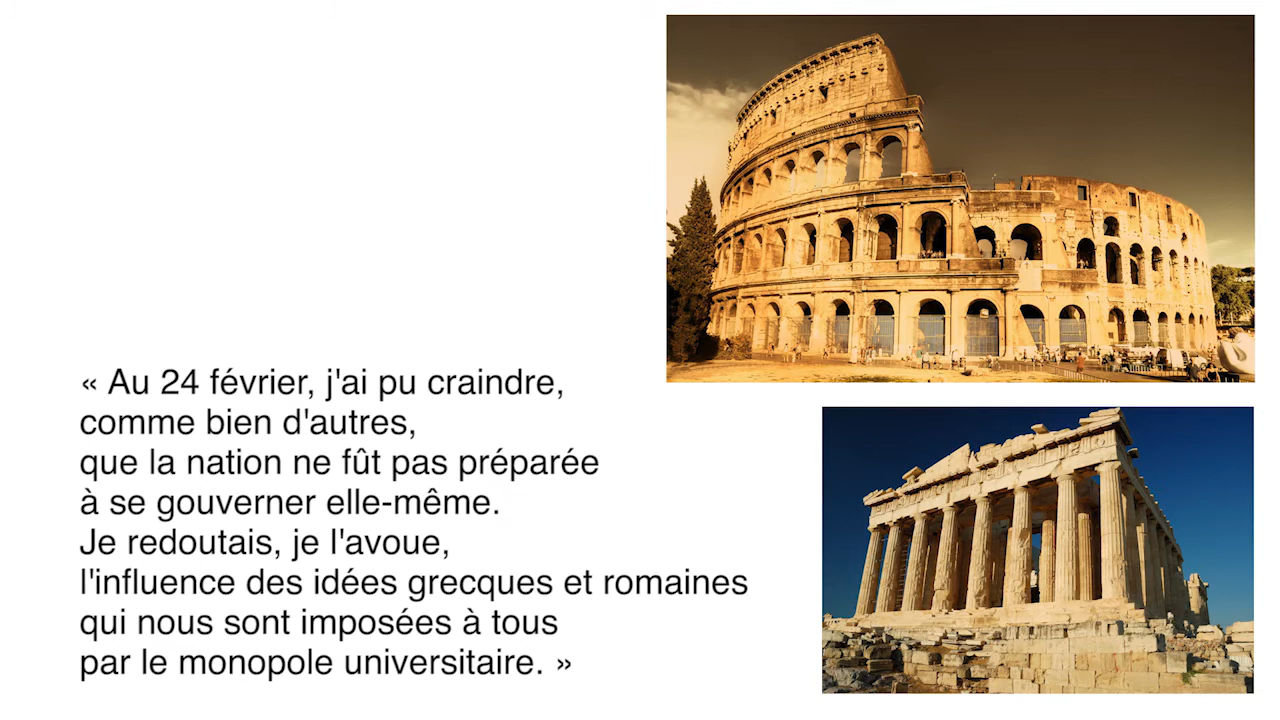 « Au 24 février, j'ai pu craindre,
comme bien d'autres,
que la nation ne fût pas préparée
à se gouverner elle-même.
Je redoutais, je l'avoue,
l'influence des idées grecques et romaines
qui nous sont imposées à tous
par le monopole universitaire. »